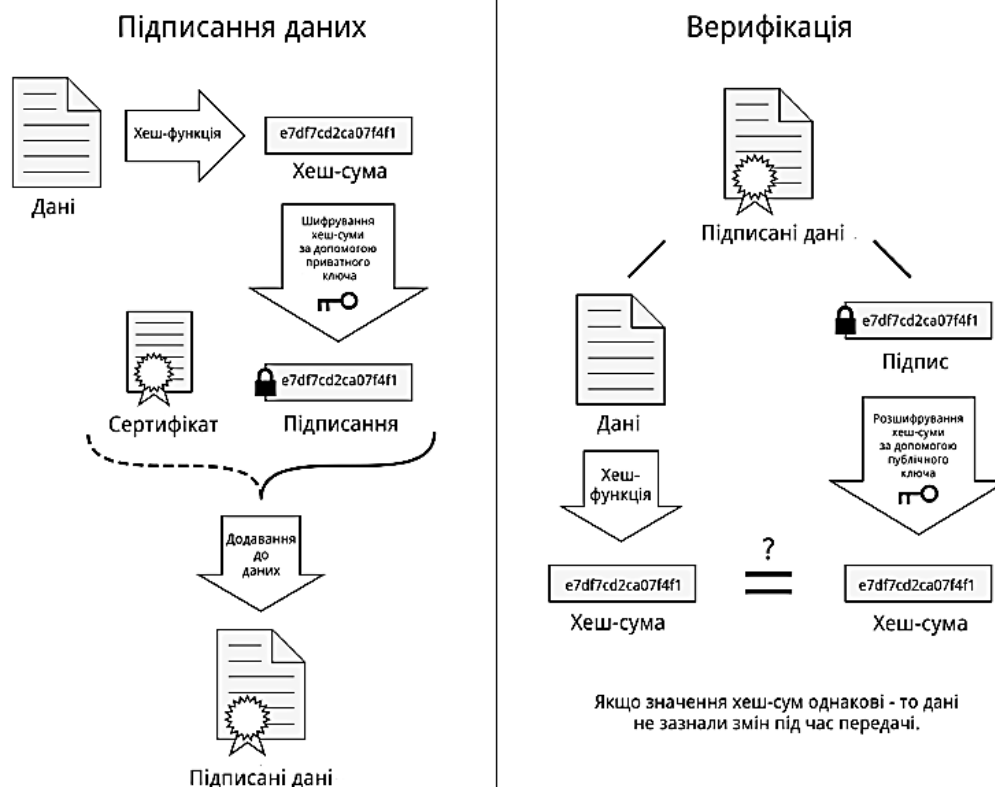 Підписання даних
Хеш-функція
e7df7cd2ca07f4f1
Хеш-сума
Дані
Шифрування
хеш-суми
за допомогою
приватного
ключа
e7df7cd2ca07f4f1
Сертифікат
Підписання
Додавання
до
даних
Підписані дані
Верифікація
Підписані дані
e7df7cd2ca07f4f1
Підпис
Дані
Розшифрування
хеш-суми
за допомогою
публічного
ключа
Хеш-
функція
?
e7df7cd2ca07f4f1
e7df7cd2ca07f4f1
Хеш-сума
Хеш-сума
Якщо значення хеш-сум однакові - то дані
не зазнали змін під час передачі.